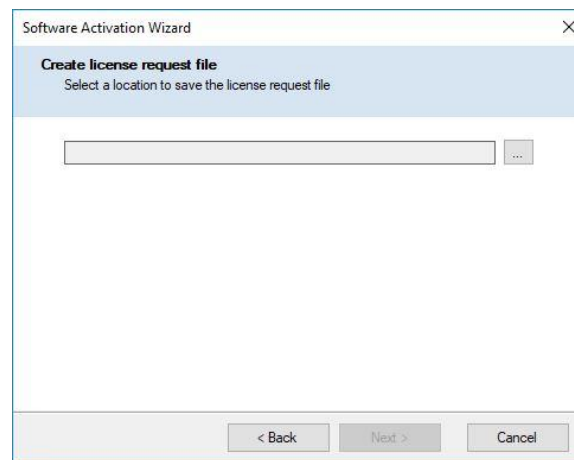 Software Activation Wizard
Create license request file
Select a location to save the license request file
...
< Back
Next >
Cancel